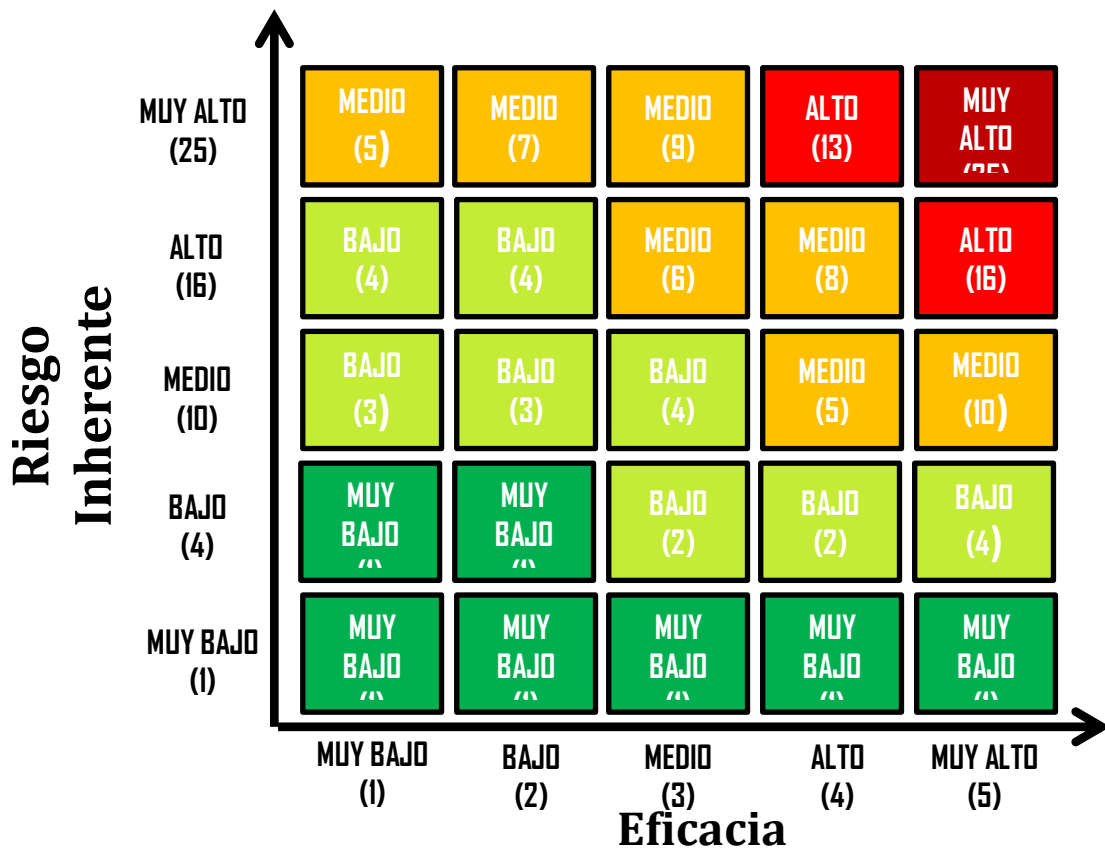 MUY ALTO
(25)
MEDIO
(5)
MEDIO
(7)
MEDIO
(9)
ALTO
(13)
MUY
ALTO
ALTO
(16)
BAJO
(4)
BAJO
(4)
MEDIO
(6)
MEDIO
(8)
ALTO
(16)
Riesgo
Inherente
MEDIO
(10)
BAJO
(3)
BAJO
(3)
BAJO
(4)
MEDIO
(5)
MEDIO
(10)
BAJO
(4)
MUY
BAJO
MUY
BAJO
BAJO
(2)
BAJO
(2)
BAJO
(4)
MUY BAJO
(1)
MUY
BAJO
MUY
BAJO
MUY
BAJO
MUY
BAJO
MUY
BAJO
MUY BAJO
(1)
BAJO
(2)
MEDIO
(3)
ALTO
(4)
MUY ALTO
(5)
Eficacia